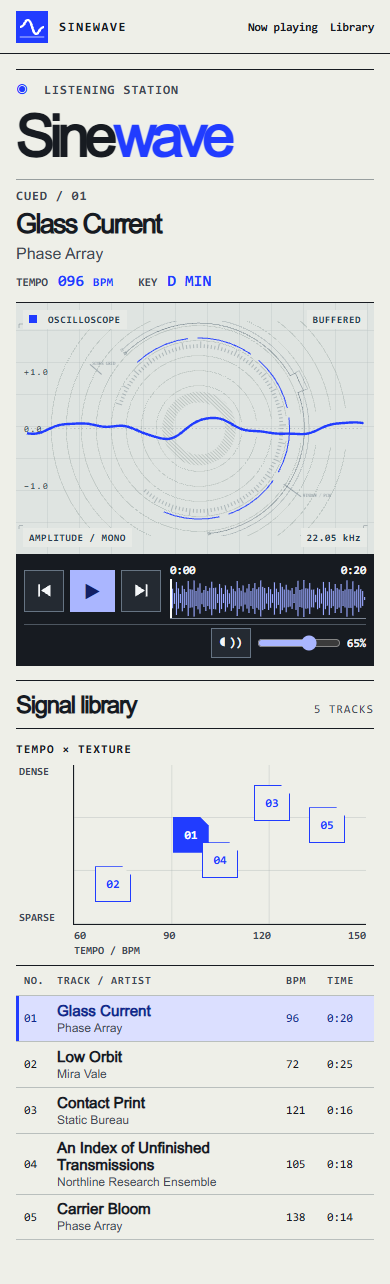 SINEWAVE
Now playing Library
LISTENING STATION
Sinewave
CUED / 01
Glass Current
Phase Array
TEMPO 096 BPM KEY D MIN
OSCILLOSCOPE BUFFERED
+1.0
0.0
−1.0
AMPLITUDE / MONO 22.05 kHz
0:00 0:20
65%
Signal library 5 TRACKS
TEMPO × TEXTURE
DENSE
03
05
01
04
02
SPARSE
60 90 120 150
TEMPO / BPM
NO. TRACK / ARTIST BPM TIME
01 Glass Current 96 0:20
Phase Array
02 Low Orbit 72 0:25
Mira Vale
03 Contact Print 121 0:16
Static Bureau
04 An Index of Unfinished 105 0:18
Transmissions
Northline Research Ensemble
05 Carrier Bloom 138 0:14
Phase Array